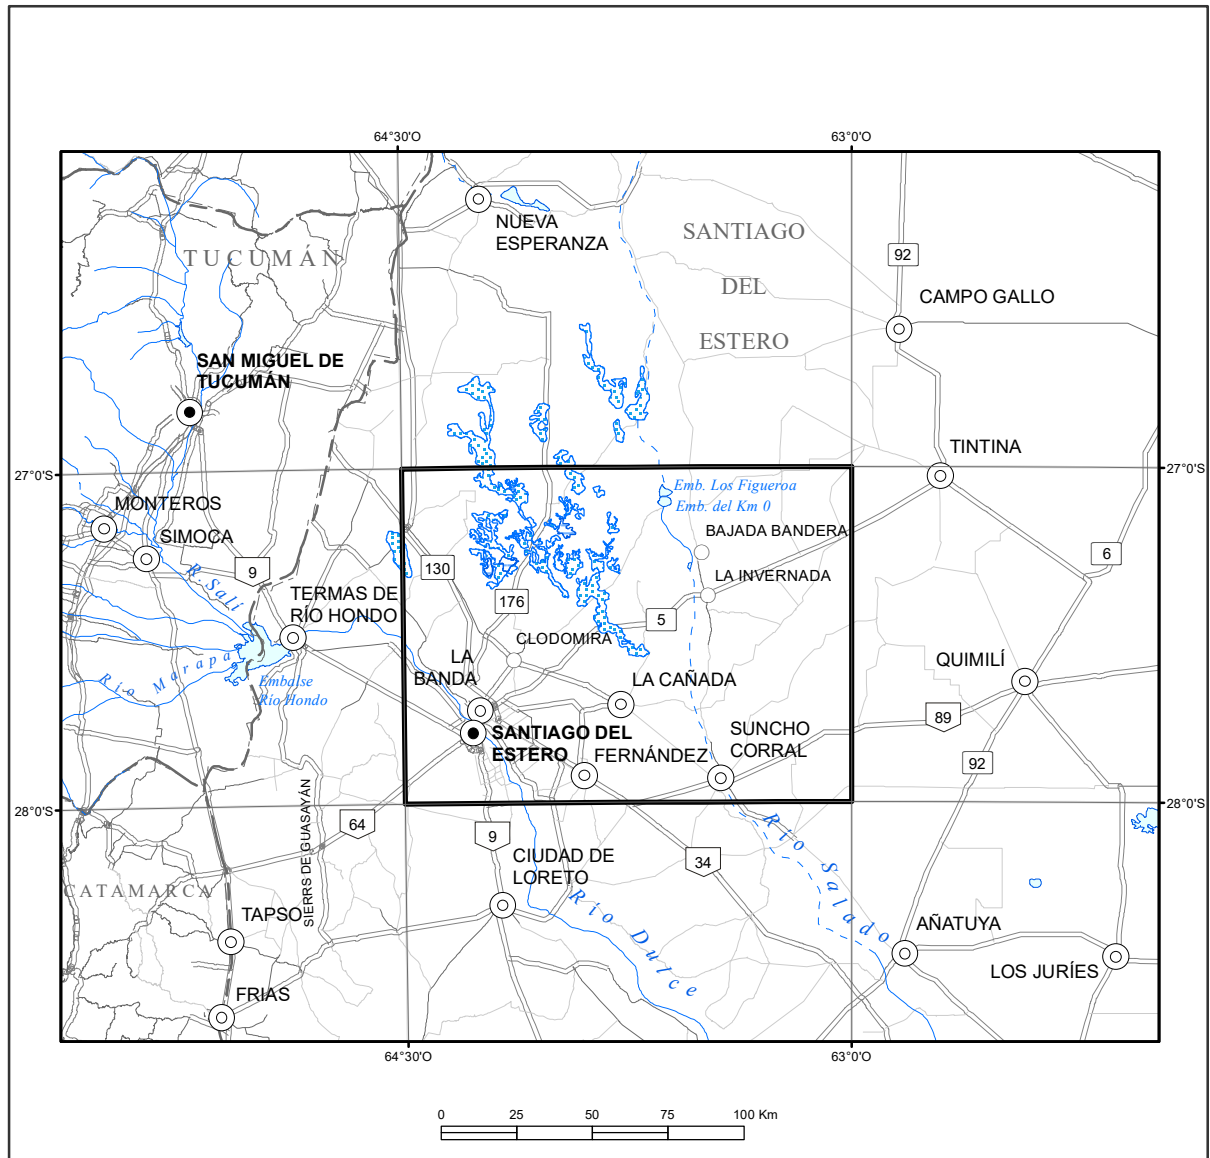 64°30'O
63°0'O
NUEVA
ESPERANZA
SANTIAGO
DEL
ESTERO
TUCUMÁN
92
CAMPO GALLO
SAN MIGUEL DE
TUCUMÁN
TINTINA
27°0'S
27°0'S
Emb. Los Figueroa
Emb. del Km 0
MONTEROS
SIMOCA
BAJADA BANDERA
6
9
R. Salí
130
LA INVERNADA
TERMAS DE
RÍO HONDO
176
5
CLODOMIRA
LA
BANDA
Río Marapa
Embalse
Río Hondo
LA CAÑADA
QUIMILÍ
SANTIAGO DEL
ESTERO
SUNCHO
CORRAL
89
FERNÁNDEZ
92
28°0'S
28°0'S
SIERRS DE GUASAYÁN
64
9
34
Río Salado
CIUDAD DE
LORETO
CATAMARCA
Río Dulce
TAPSO
AÑATUYA
LOS JURÍES
FRIAS
64°30'O
63°0'O
0 25 50 75 100 Km